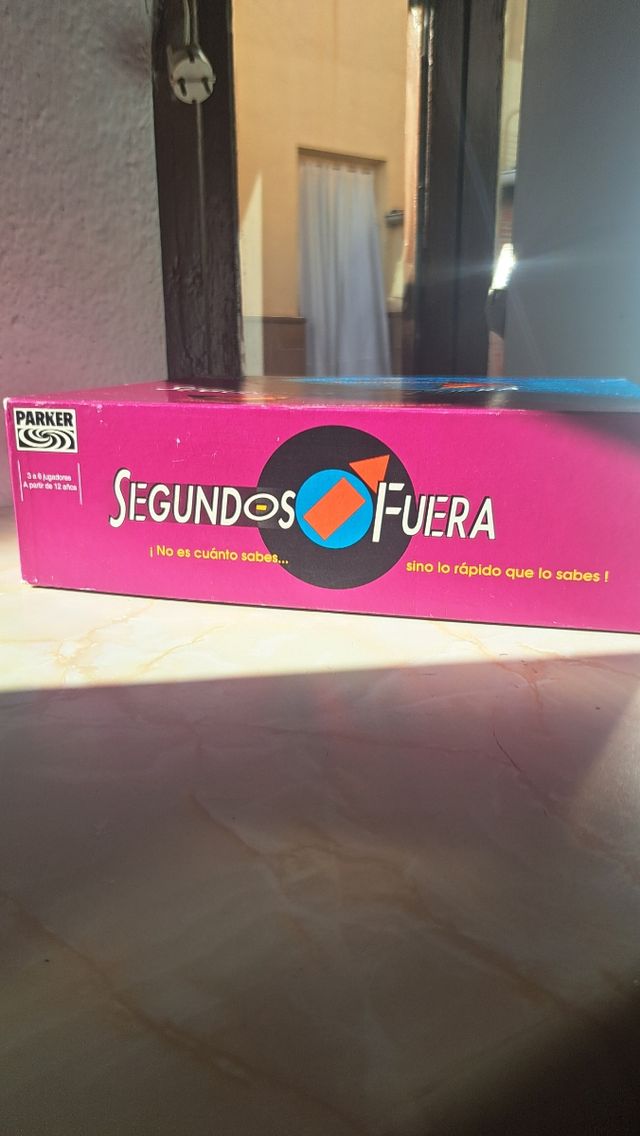 PARKER
3 a 6 jugadores
A partir de 12 años
SEGUNDOS FUERA
¡ No es cuánto sabes...
sino lo rápido que lo sabes !